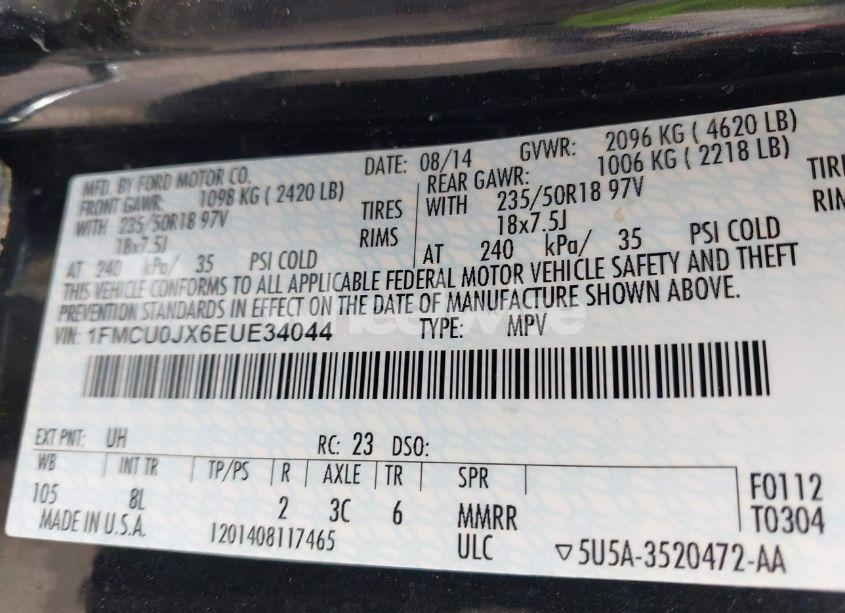 MFD. BY FORD MOTOR CO. DATE: 08/14 GVWR: 2096 KG ( 4620 LB)
FRONT GAWR: 1098 KG ( 2420 LB) REAR GAWR: 1006 KG ( 2218 LB)
WITH 235/50R18 97V TIRES WITH 235/50R18 97V TIRE
18x7.5J RIMS 18x7.5J RIM
AT 240 kPa/ 35 PSI COLD AT 240 kPa/ 35 PSI COLD
THIS VEHICLE CONFORMS TO ALL APPLICABLE FEDERAL MOTOR VEHICLE SAFETY AND THEFT
PREVENTION STANDARDS IN EFFECT ON THE DATE OF MANUFACTURE SHOWN ABOVE.
VIN: 1FMCU0JX6EUE34044 TYPE: MPV
EXT PNT: UH RC: 23 DSO:
WB INT TR TP/PS R AXLE TR SPR F0112
105 8L 2 3C 6 MMRR T0304
MADE IN U.S.A. 1201408117465 ULC ▽5U5A-3520472-AA